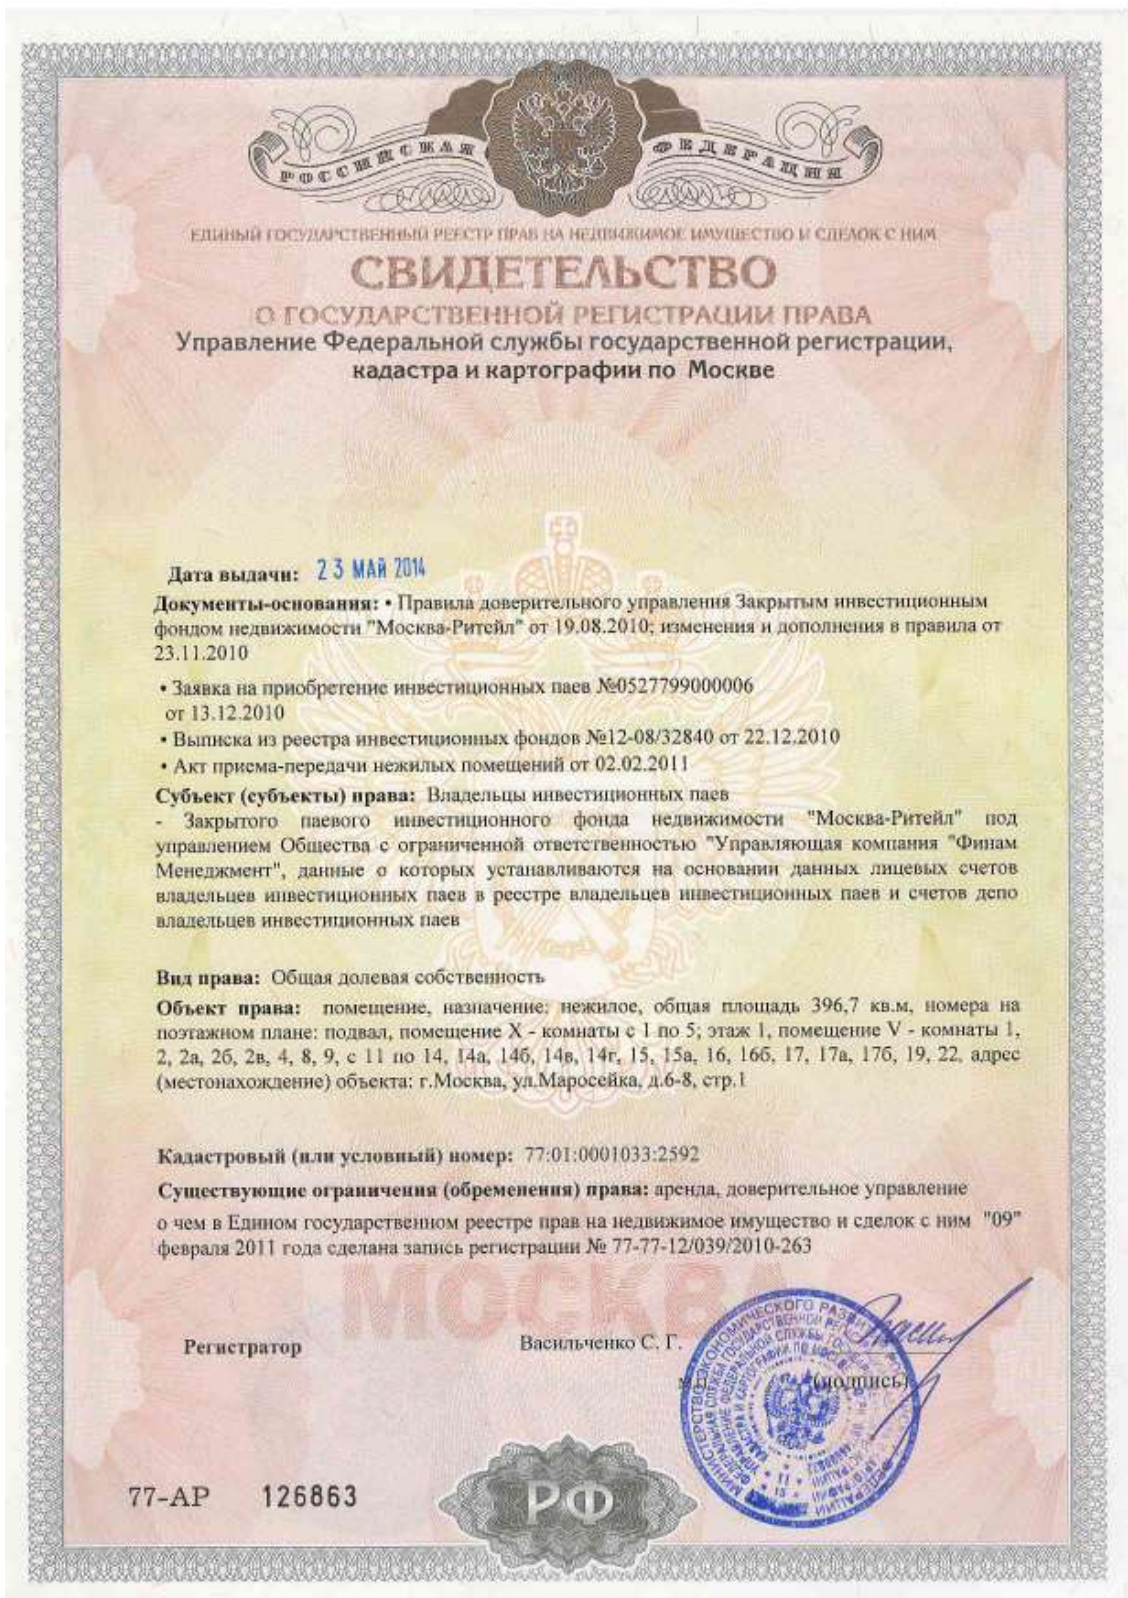 РОССИЙСКАЯ ФЕДЕРАЦИЯ
ЕДИНЫЙ ГОСУДАРСТВЕННЫЙ РЕЕСТР ПРАВ НА НЕДВИЖИМОЕ ИМУЩЕСТВО И СДЕЛОК С НИМ
СВИДЕТЕЛЬСТВО
О ГОСУДАРСТВЕННОЙ РЕГИСТРАЦИИ ПРАВА
Управление Федеральной службы государственной регистрации,
кадастра и картографии по Москве
Дата выдачи: 23 МАЙ 2014
Документы-основания: • Правила доверительного управления Закрытым инвестиционным
фондом недвижимости "Москва-Ритейл" от 19.08.2010; изменения и дополнения в правила от
23.11.2010
• Заявка на приобретение инвестиционных паев №0527799000006
от 13.12.2010
• Выписка из реестра инвестиционных фондов №12-08/32840 от 22.12.2010
• Акт приема-передачи нежилых помещений от 02.02.2011
Субъект (субъекты) права: Владельцы инвестиционных паев
- Закрытого паевого инвестиционного фонда недвижимости "Москва-Ритейл" под
управлением Общества с ограниченной ответственностью "Управляющая компания "Финам
Менеджмент", данные о которых устанавливаются на основании данных лицевых счетов
владельцев инвестиционных паев в реестре владельцев инвестиционных паев и счетов депо
владельцев инвестиционных паев
Вид права: Общая долевая собственность
Объект права: помещение, назначение: нежилое, общая площадь 396,7 кв.м, номера на
поэтажном плане: подвал, помещение X - комнаты с 1 по 5; этаж 1, помещение V - комнаты 1,
2, 2а, 2б, 2в, 4, 8, 9, с 11 по 14, 14а, 14б, 14в, 14г, 15, 15а, 16, 16б, 17, 17а, 17б, 19, 22, адрес
(местонахождение) объекта: г.Москва, ул.Маросейка, д.6-8, стр.1
Кадастровый (или условный) номер: 77:01:0001033:2592
Существующие ограничения (обременения) права: аренда, доверительное управление
о чем в Едином государственном реестре прав на недвижимое имущество и сделок с ним "09"
февраля 2011 года сделана запись регистрации № 77-77-12/039/2010-263
МОСКВА
Регистратор Васильченко С. Г.
м.п. (подпись)
77-АР 126863
РФ